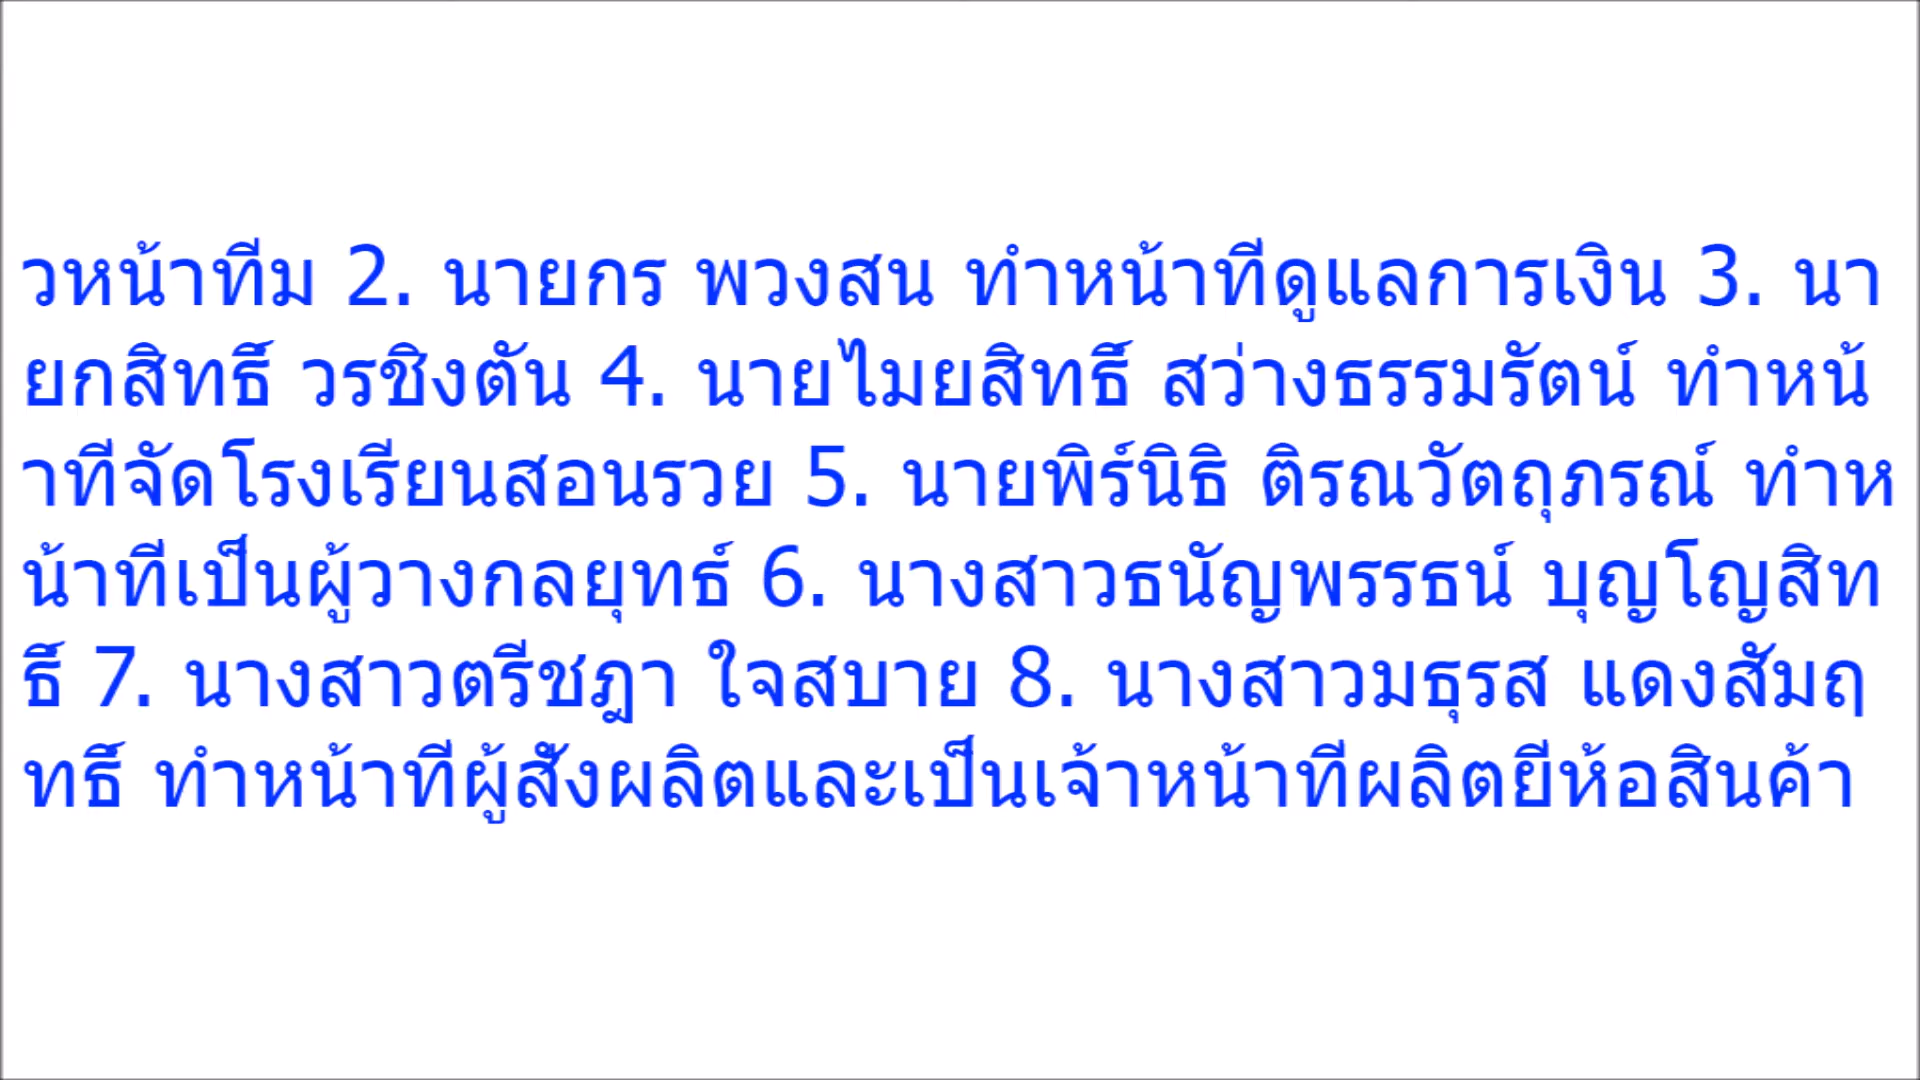 วหน้าทีม 2. นายกร พวงสน ทำหน้าที่ดูแลการเงิน 3. นา
ยกสิทธิ์ วรชิงตัน 4. นายไมยสิทธิ์ สว่างธรรมรัตน์ ทำหน้
าที่จัดโรงเรียนสอนรวย 5. นายพิร์นิธิ ติรณวัตถุภรณ์ ทำห
น้าที่เป็นผู้วางกลยุทธ์ 6. นางสาวธนัญพรรธน์ บุญโญสิท
ธิ์ 7. นางสาวตรีชฎา ใจสบาย 8. นางสาวมธุรส แดงสัมฤ
ทธิ์ ทำหน้าที่ผู้สั่งผลิตและเป็นเจ้าหน้าที่ผลิตยี่ห้อสินค้า